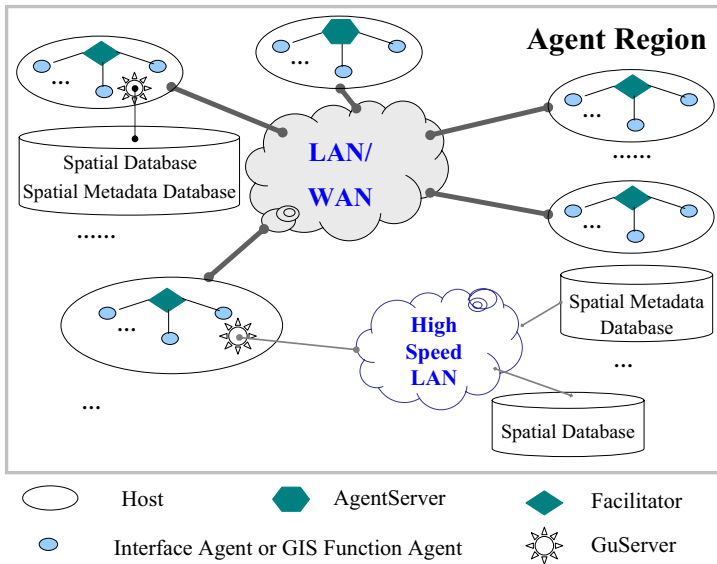 Agent Region
...
...
...
...
LAN/
WAN
Spatial Database
Spatial Metadata Database
......
......
...
Spatial Metadata
Database
High
Speed
LAN
...
...
...
Spatial Database
Host
AgentServer
Facilitator
Interface Agent or GIS Function Agent
GuServer